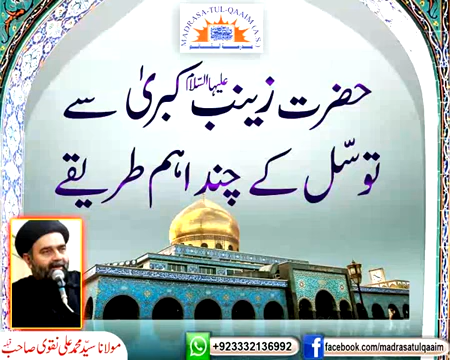 MADRASA-TUL-QAAIM (A.S)
حضرت زینب علیہا السلام کبریٰ سے
توسّل کے چند اہم طریقے
مولانا سیّد محمد علی نقوی صاحب
+923332136992
facebook.com/madrasatulqaaim